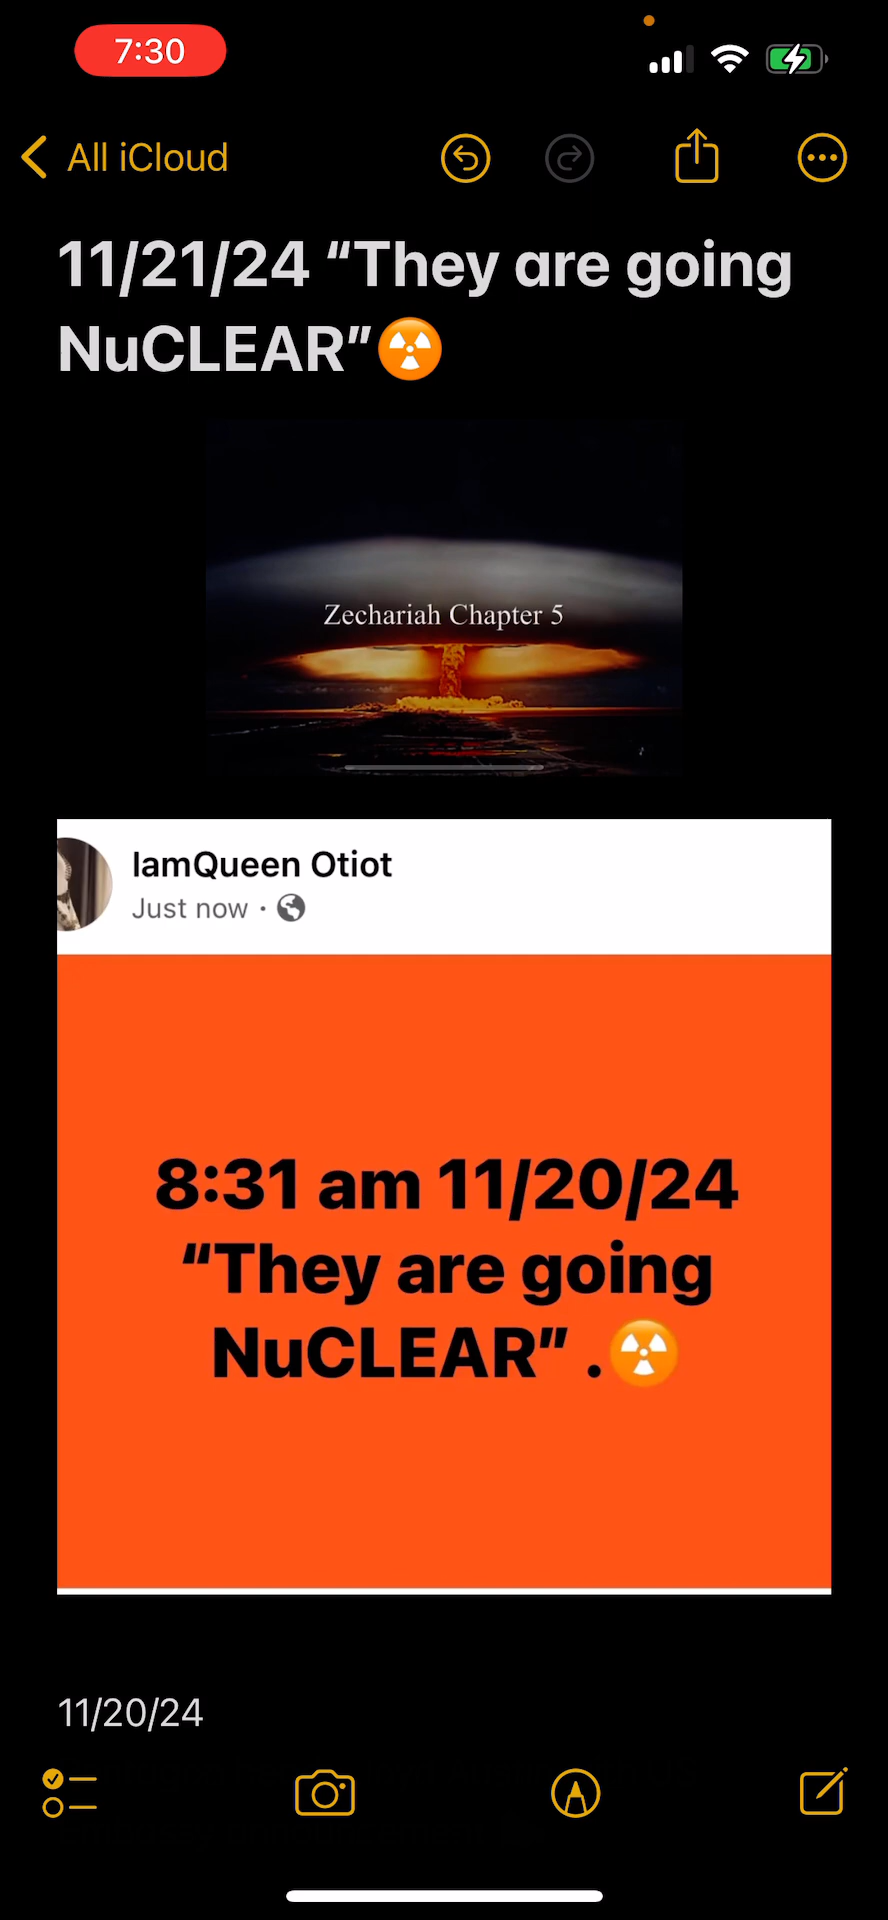 7:30
All iCloud
11/21/24 “They are going
NuCLEAR”☢️
Zechariah Chapter 5
IamQueen Otiot
Just now ·
8:31 am 11/20/24
“They are going
NuCLEAR” .☢️
11/20/24